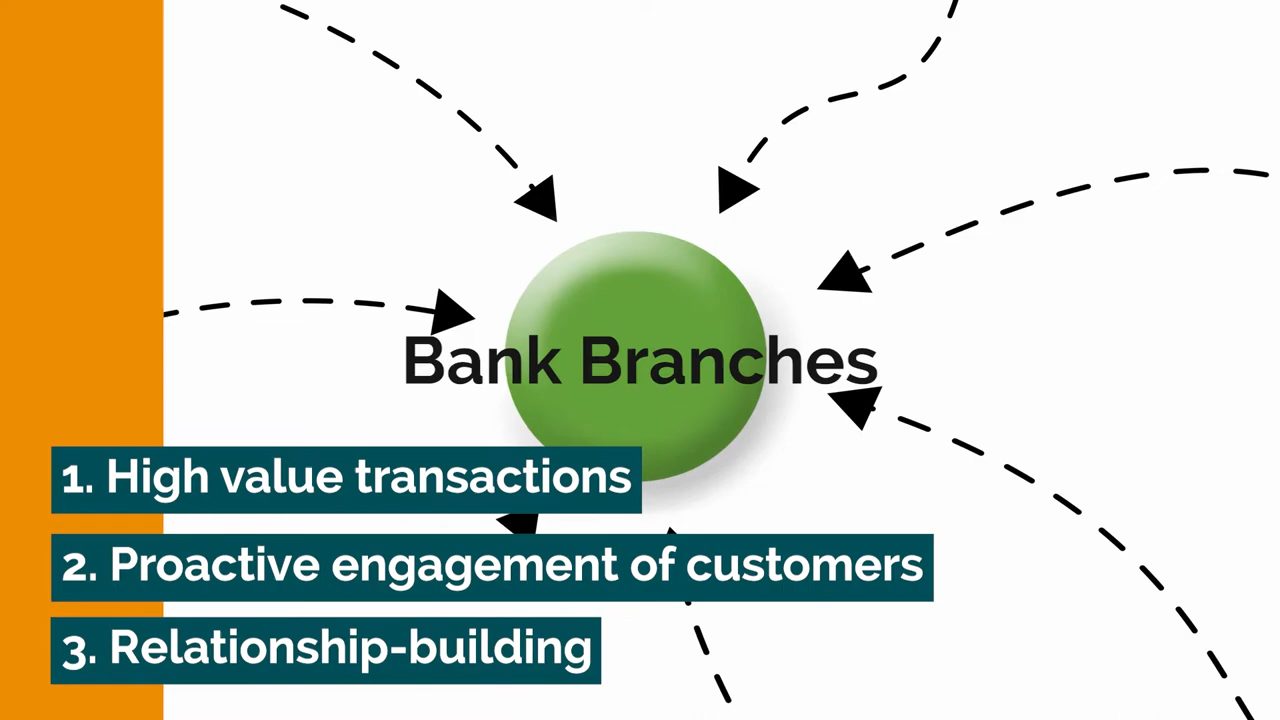 Bank Branches
1. High value transactions
2. Proactive engagement of customers
3. Relationship-building